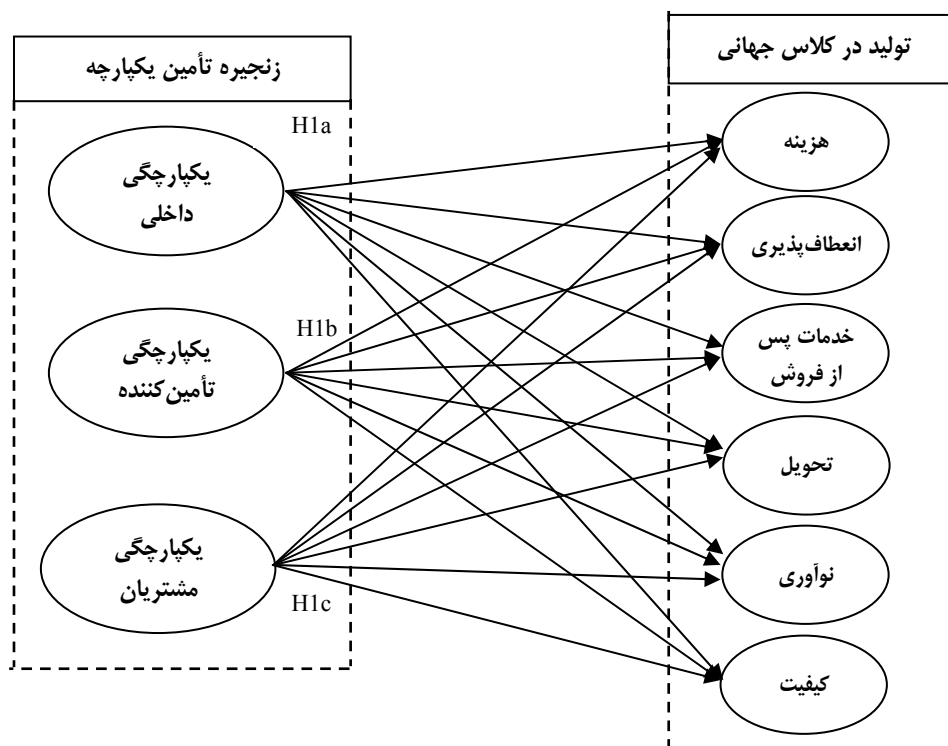 زنجیره تأمین یکپارچه
تولید در کلاس جهانی
H1a
یکپارچگی
داخلی
H1b
یکپارچگی
تأمین‌کننده
یکپارچگی
مشتریان
H1c
هزینه
انعطاف‌پذیری
خدمات پس
از فروش
تحویل
نوآوری
کیفیت